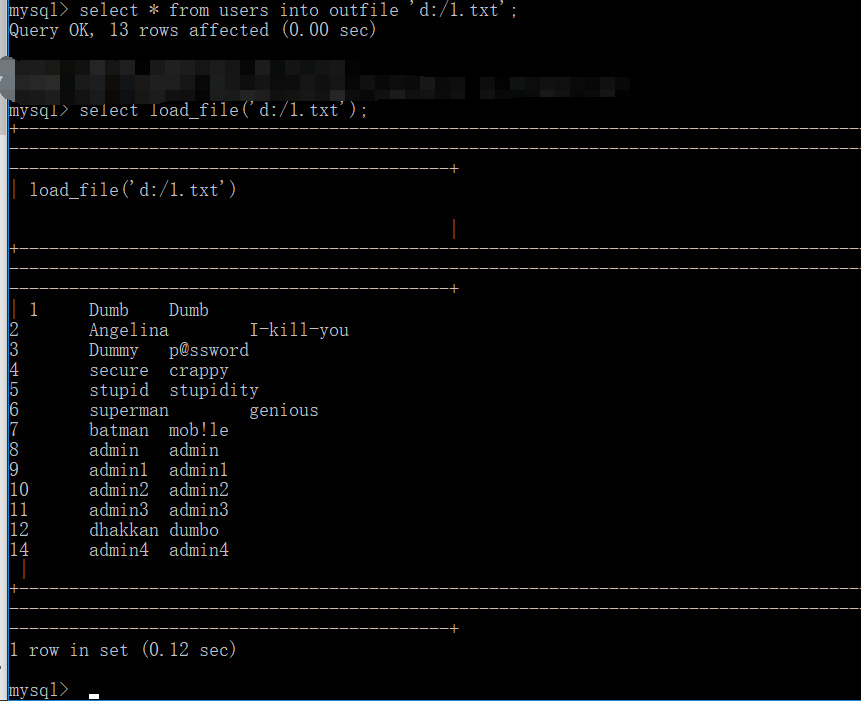 mysql> select * from users into outfile 'd:/1.txt';
Query OK, 13 rows affected (0.00 sec)
mysql> select load_file('d:/1.txt');
+--------------------------------------------------------------------------------------
--------------------------------------------------------------------------------------
---------------------------------------------+
| load_file('d:/1.txt')
|
+--------------------------------------------------------------------------------------
--------------------------------------------------------------------------------------
---------------------------------------------+
| 1     Dumb    Dumb
2       Angelina        I-kill-you
3       Dummy   p@ssword
4       secure  crappy
5       stupid  stupidity
6       superman        genious
7       batman  mob!le
8       admin   admin
9       admin1  admin1
10      admin2  admin2
11      admin3  admin3
12      dhakkan dumbo
14      admin4  admin4
|
+--------------------------------------------------------------------------------------
--------------------------------------------------------------------------------------
---------------------------------------------+
1 row in set (0.12 sec)
mysql>